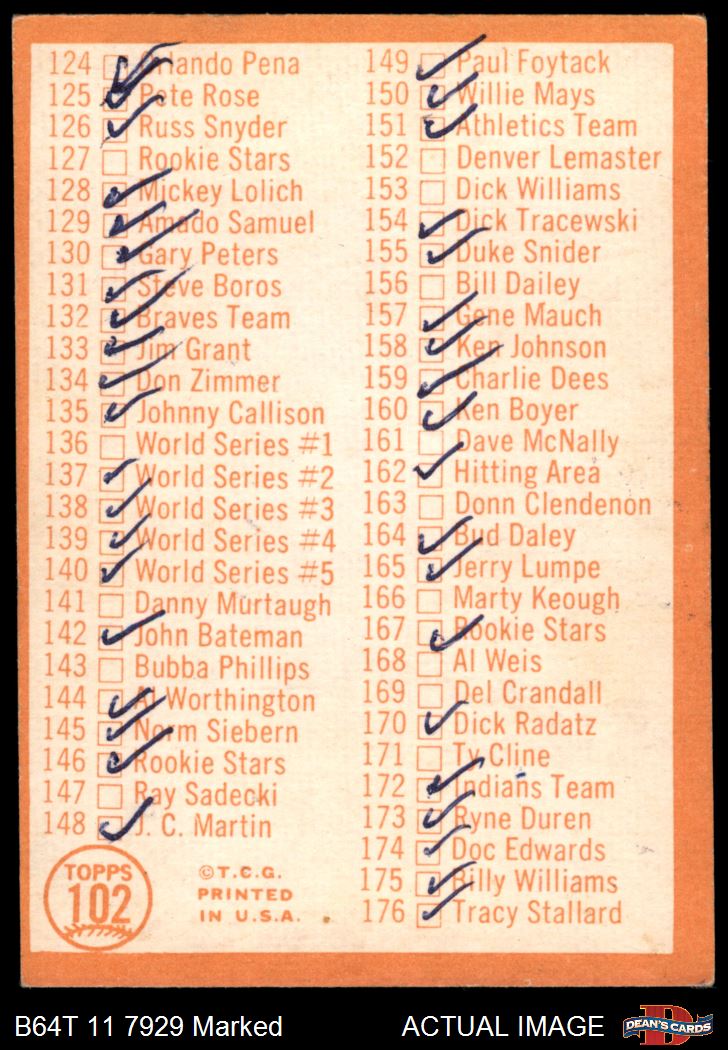 124 Orlando Pena
125 Pete Rose
126 Russ Snyder
127 Rookie Stars
128 Mickey Lolich
129 Amado Samuel
130 Gary Peters
131 Steve Boros
132 Braves Team
133 Jim Grant
134 Don Zimmer
135 Johnny Callison
136 World Series #1
137 World Series #2
138 World Series #3
139 World Series #4
140 World Series #5
141 Danny Murtaugh
142 John Bateman
143 Bubba Phillips
144 Al Worthington
145 Norm Siebern
146 Rookie Stars
147 Ray Sadecki
148 J. C. Martin
149 Paul Foytack
150 Willie Mays
151 Athletics Team
152 Denver Lemaster
153 Dick Williams
154 Dick Tracewski
155 Duke Snider
156 Bill Dailey
157 Gene Mauch
158 Ken Johnson
159 Charlie Dees
160 Ken Boyer
161 Dave McNally
162 Hitting Area
163 Donn Clendenon
164 Bud Daley
165 Jerry Lumpe
166 Marty Keough
167 Rookie Stars
168 Al Weis
169 Del Crandall
170 Dick Radatz
171 Ty Cline
172 Indians Team
173 Ryne Duren
174 Doc Edwards
175 Billy Williams
176 Tracy Stallard
TOPPS
102
©T.C.G.
PRINTED
IN U.S.A.
B64T 11 7929 Marked
ACTUAL IMAGE
D
DEAN'S CARDS